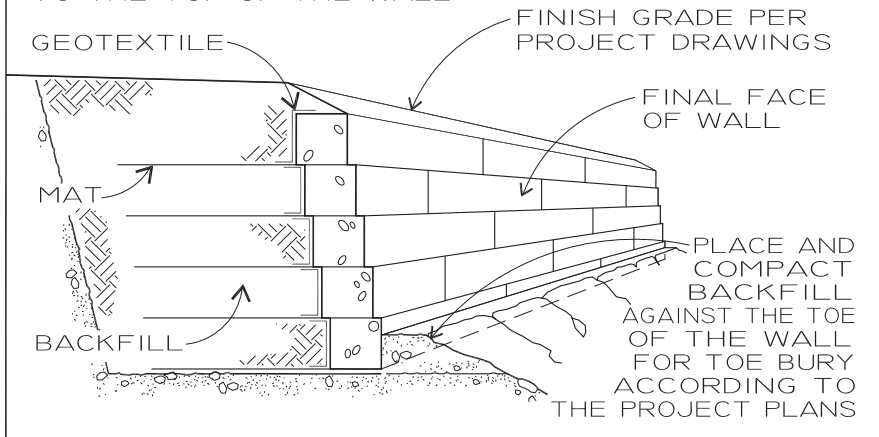 TO THE TOP OF THE WALL
FINISH GRADE PER
PROJECT DRAWINGS
GEOTEXTILE
FINAL FACE
OF WALL
MAT
PLACE AND
COMPACT
BACKFILL
AGAINST THE TOE
OF THE WALL
FOR TOE BURY
ACCORDING TO
THE PROJECT PLANS
BACKFILL